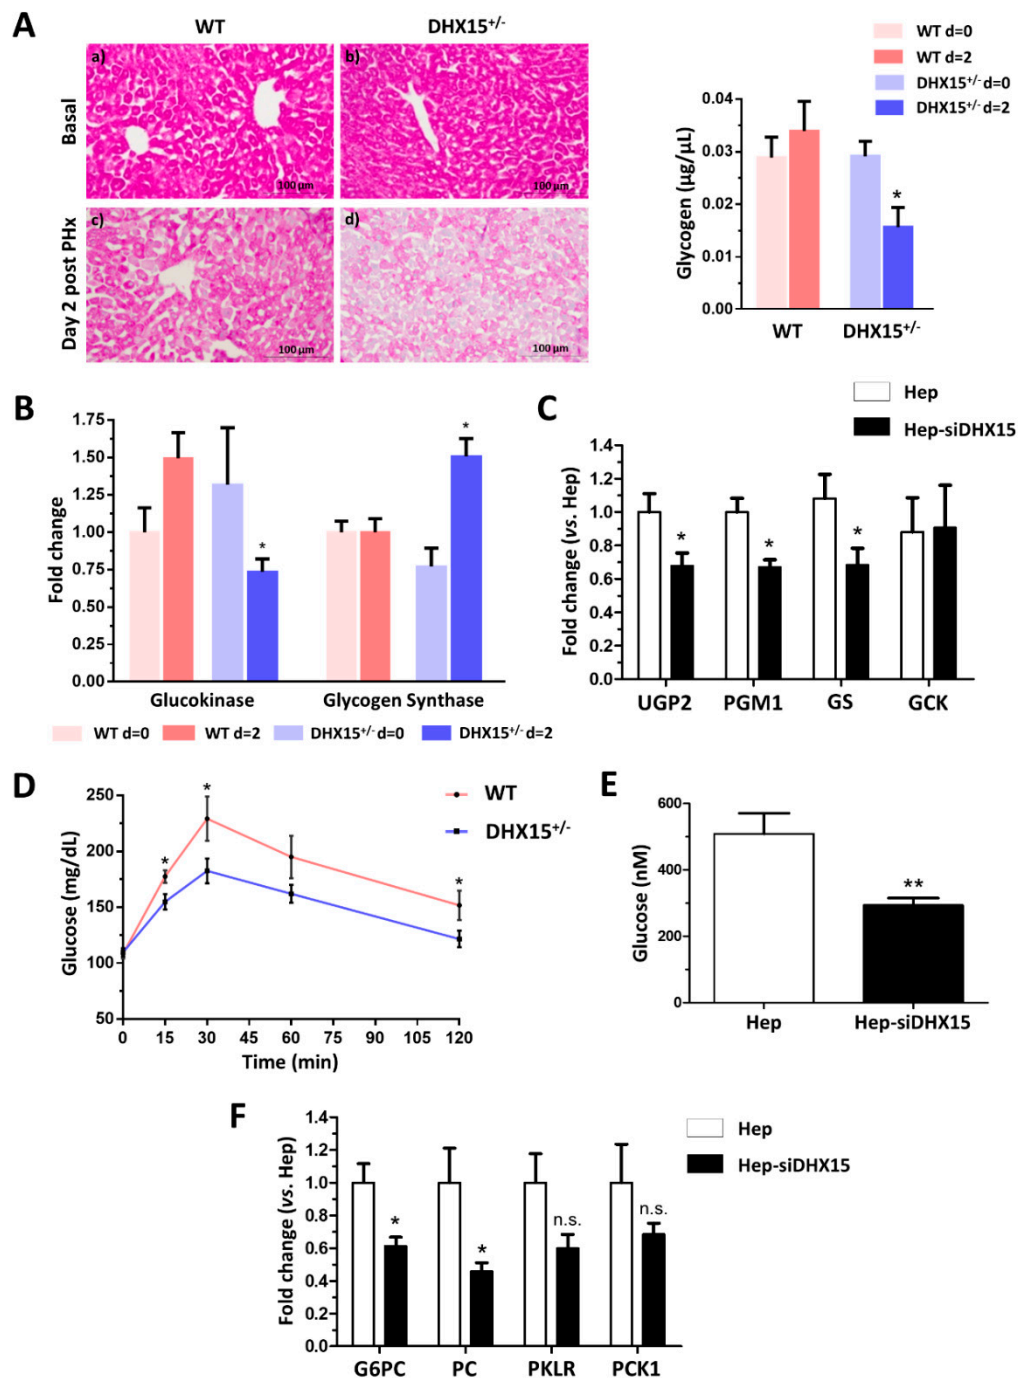 A
WT
DHX15+/-
Basal
a)
100 µm
b)
100 µm
Day 2 post PHx
c)
100 µm
d)
100 µm
WT d=0
WT d=2
DHX15+/- d=0
DHX15+/- d=2
Glycogen (µg/µL)
0.04
0.03
0.02
0.01
0.00
*
WT
DHX15+/-
B
Fold change
1.75
1.50
1.25
1.00
0.75
0.50
0.25
0.00
*
*
Glucokinase
Glycogen Synthase
WT d=0
WT d=2
DHX15+/- d=0
DHX15+/- d=2
C
Hep
Hep-siDHX15
Fold change (vs. Hep)
1.4
1.2
1.0
0.8
0.6
0.4
0.2
0.0
*
*
*
UGP2
PGM1
GS
GCK
D
WT
DHX15+/-
Glucose (mg/dL)
250
200
150
100
50
*
*
*
0
15
30
45
60
75
90
105
120
Time (min)
E
Glucose (nM)
600
400
200
0
**
Hep
Hep-siDHX15
F
Hep
Hep-siDHX15
Fold change (vs. Hep)
1.4
1.2
1.0
0.8
0.6
0.4
0.2
0.0
*
*
n.s.
n.s.
G6PC
PC
PKLR
PCK1